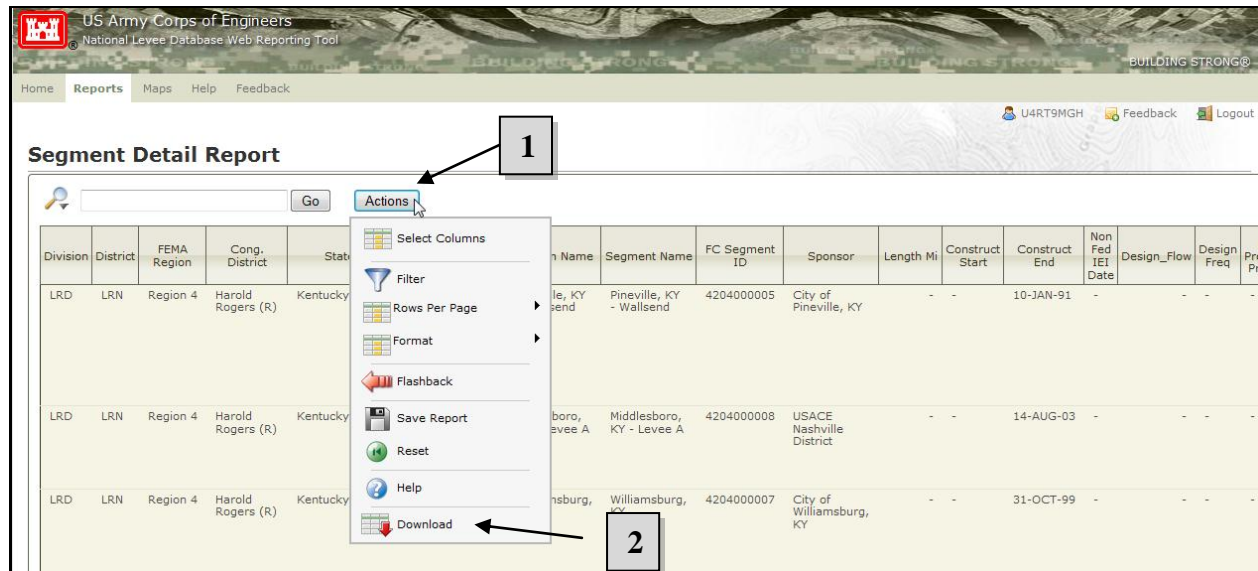 US Army Corps of Engineers
®
National Levee Database Web Reporting Tool
BUILDING STRONG®
Home Reports Maps Help Feedback
U4RT9MGH Feedback Logout
Segment Detail Report
1
Go Actions
Select Columns
Filter
Rows Per Page
Format
Flashback
Save Report
Reset
Help
Download
2
Division District FEMA Region Cong. District Name Segment Name FC Segment ID Sponsor Length Mi Construct Start Construct End Non Fed IEI Date Design_Flow Design Freq
LRD LRN Region 4 Harold Rogers (R) Kentucky le, KY Pineville, KY - Wallsend 4204000005 City of Pineville, KY - - 10-JAN-91 - - - -
LRD LRN Region 4 Harold Rogers (R) Kentucky boro, Middlesboro, KY - Levee A 4204000008 USACE Nashville District - - 14-AUG-03 - - - -
LRD LRN Region 4 Harold Rogers (R) Kentucky nsburg, Williamsburg, KY 4204000007 City of Williamsburg, KY - - 31-OCT-99 - - - -